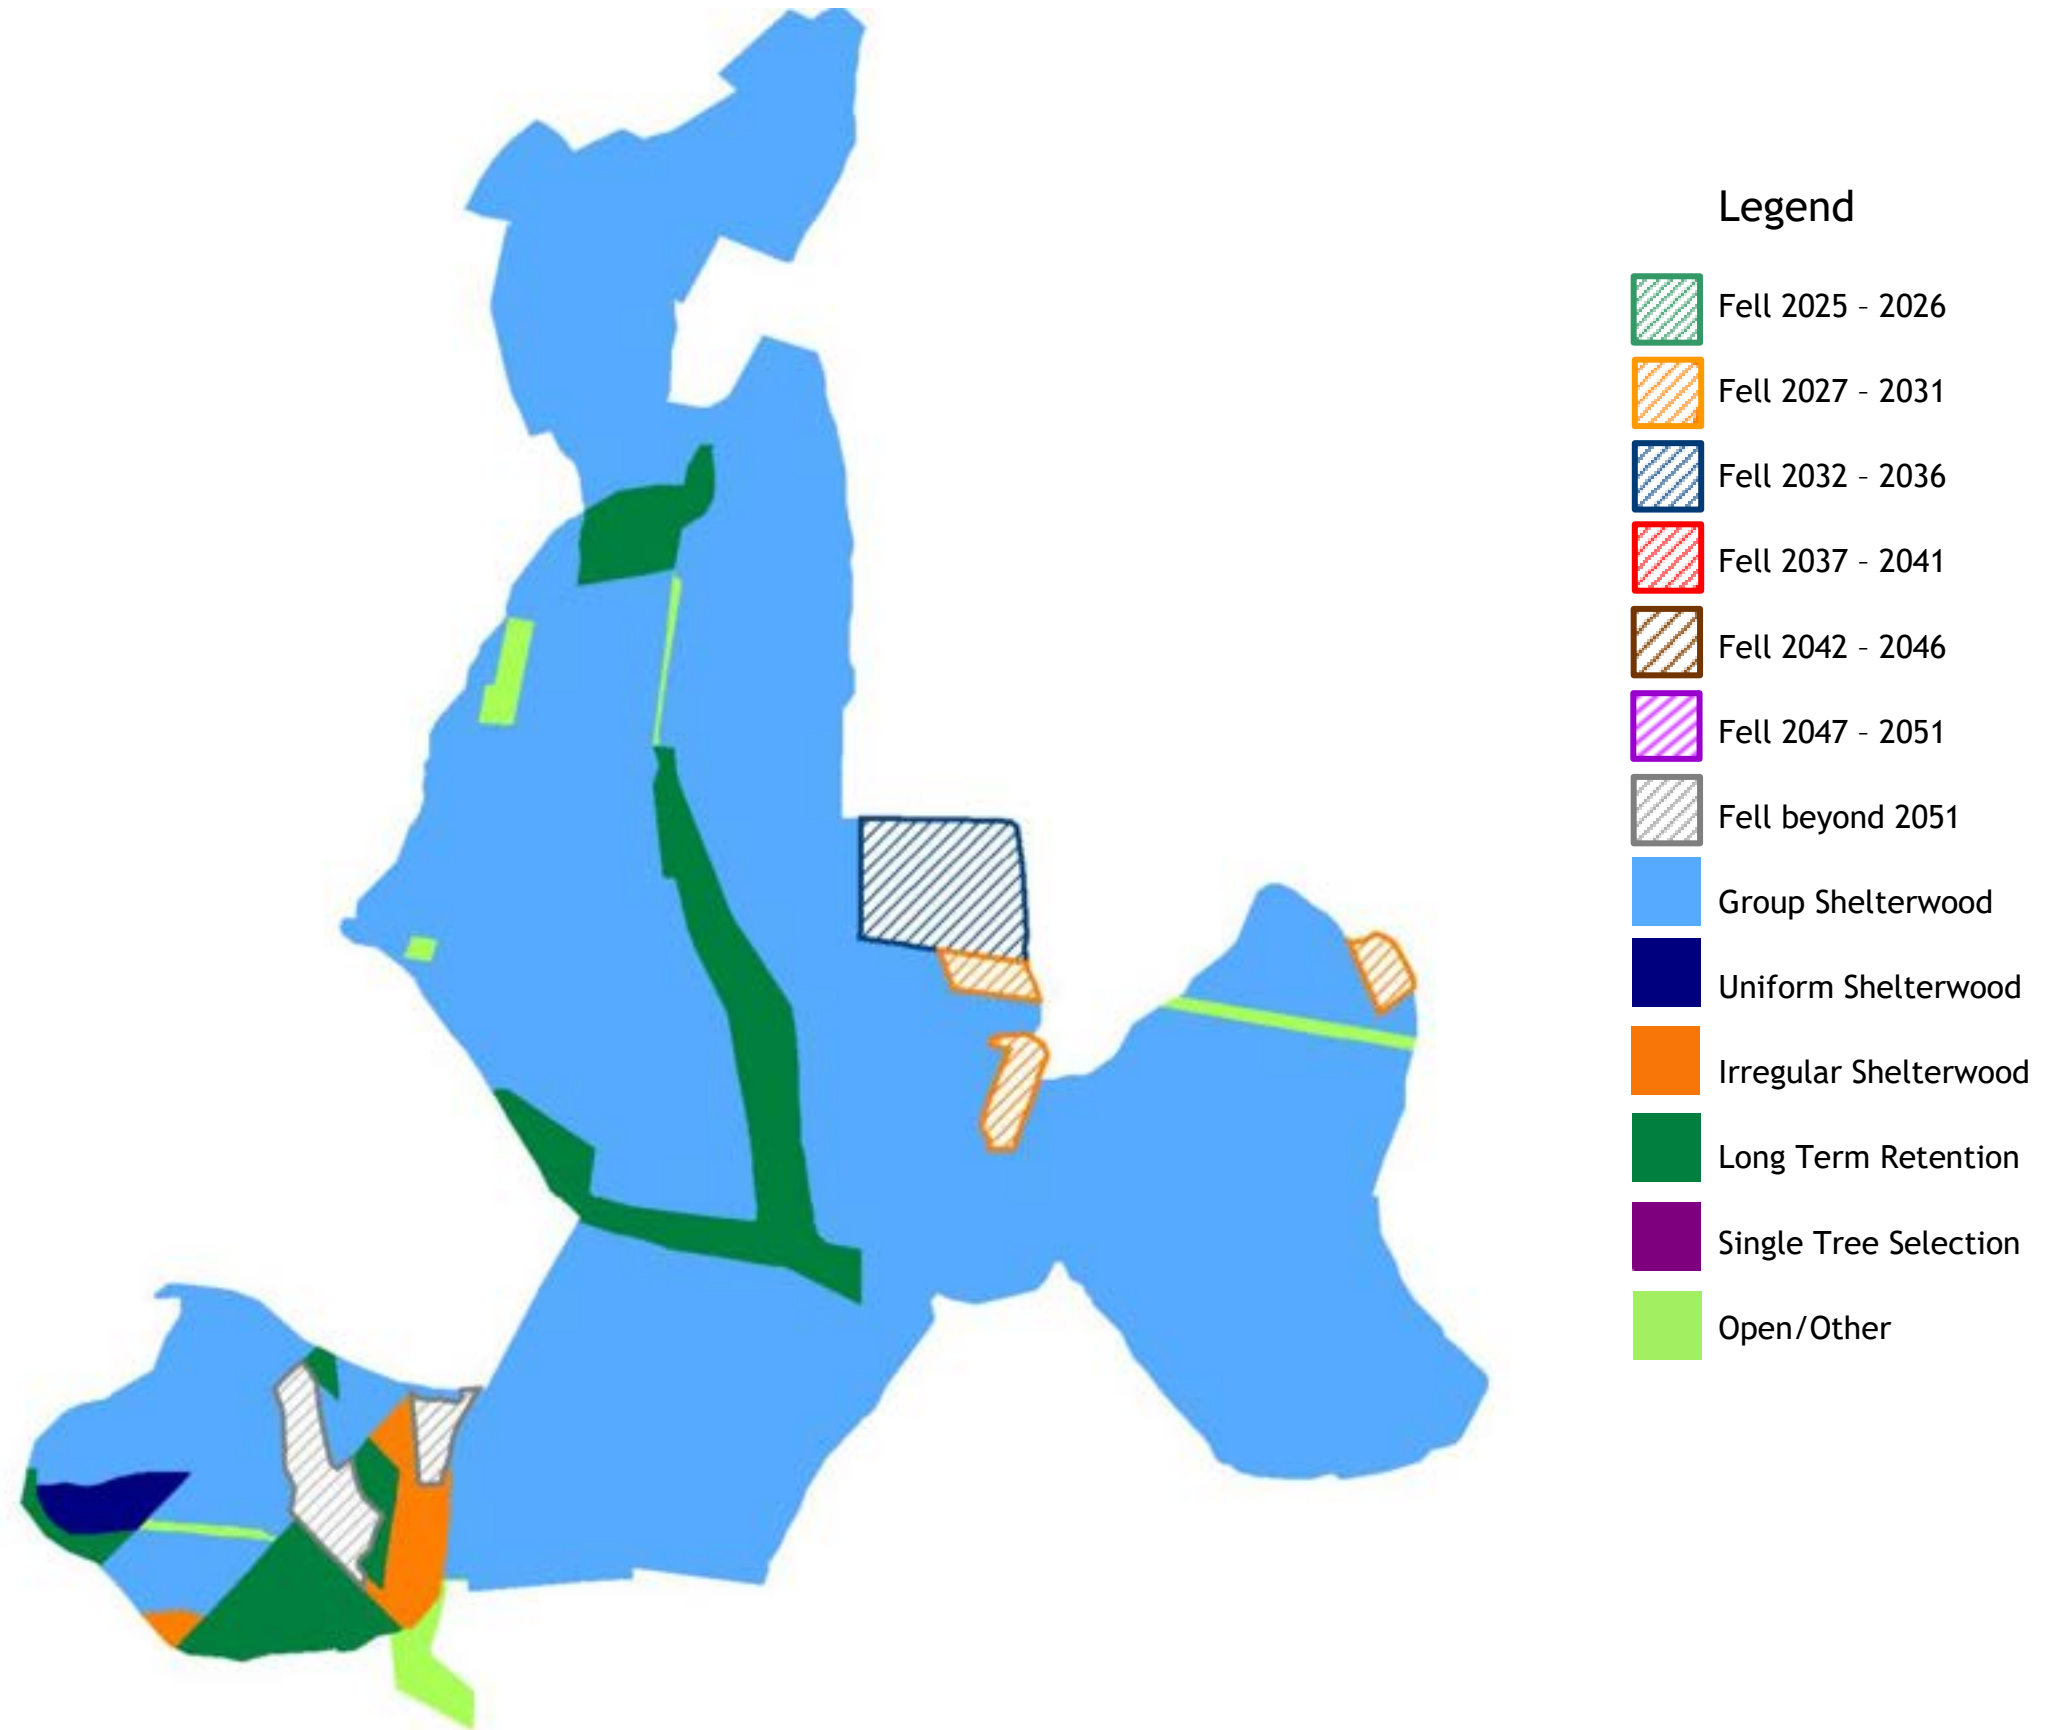 Legend
Fell 2025 – 2026
Fell 2027 – 2031
Fell 2032 – 2036
Fell 2037 – 2041
Fell 2042 – 2046
Fell 2047 – 2051
Fell beyond 2051
Group Shelterwood
Uniform Shelterwood
Irregular Shelterwood
Long Term Retention
Single Tree Selection
Open/Other